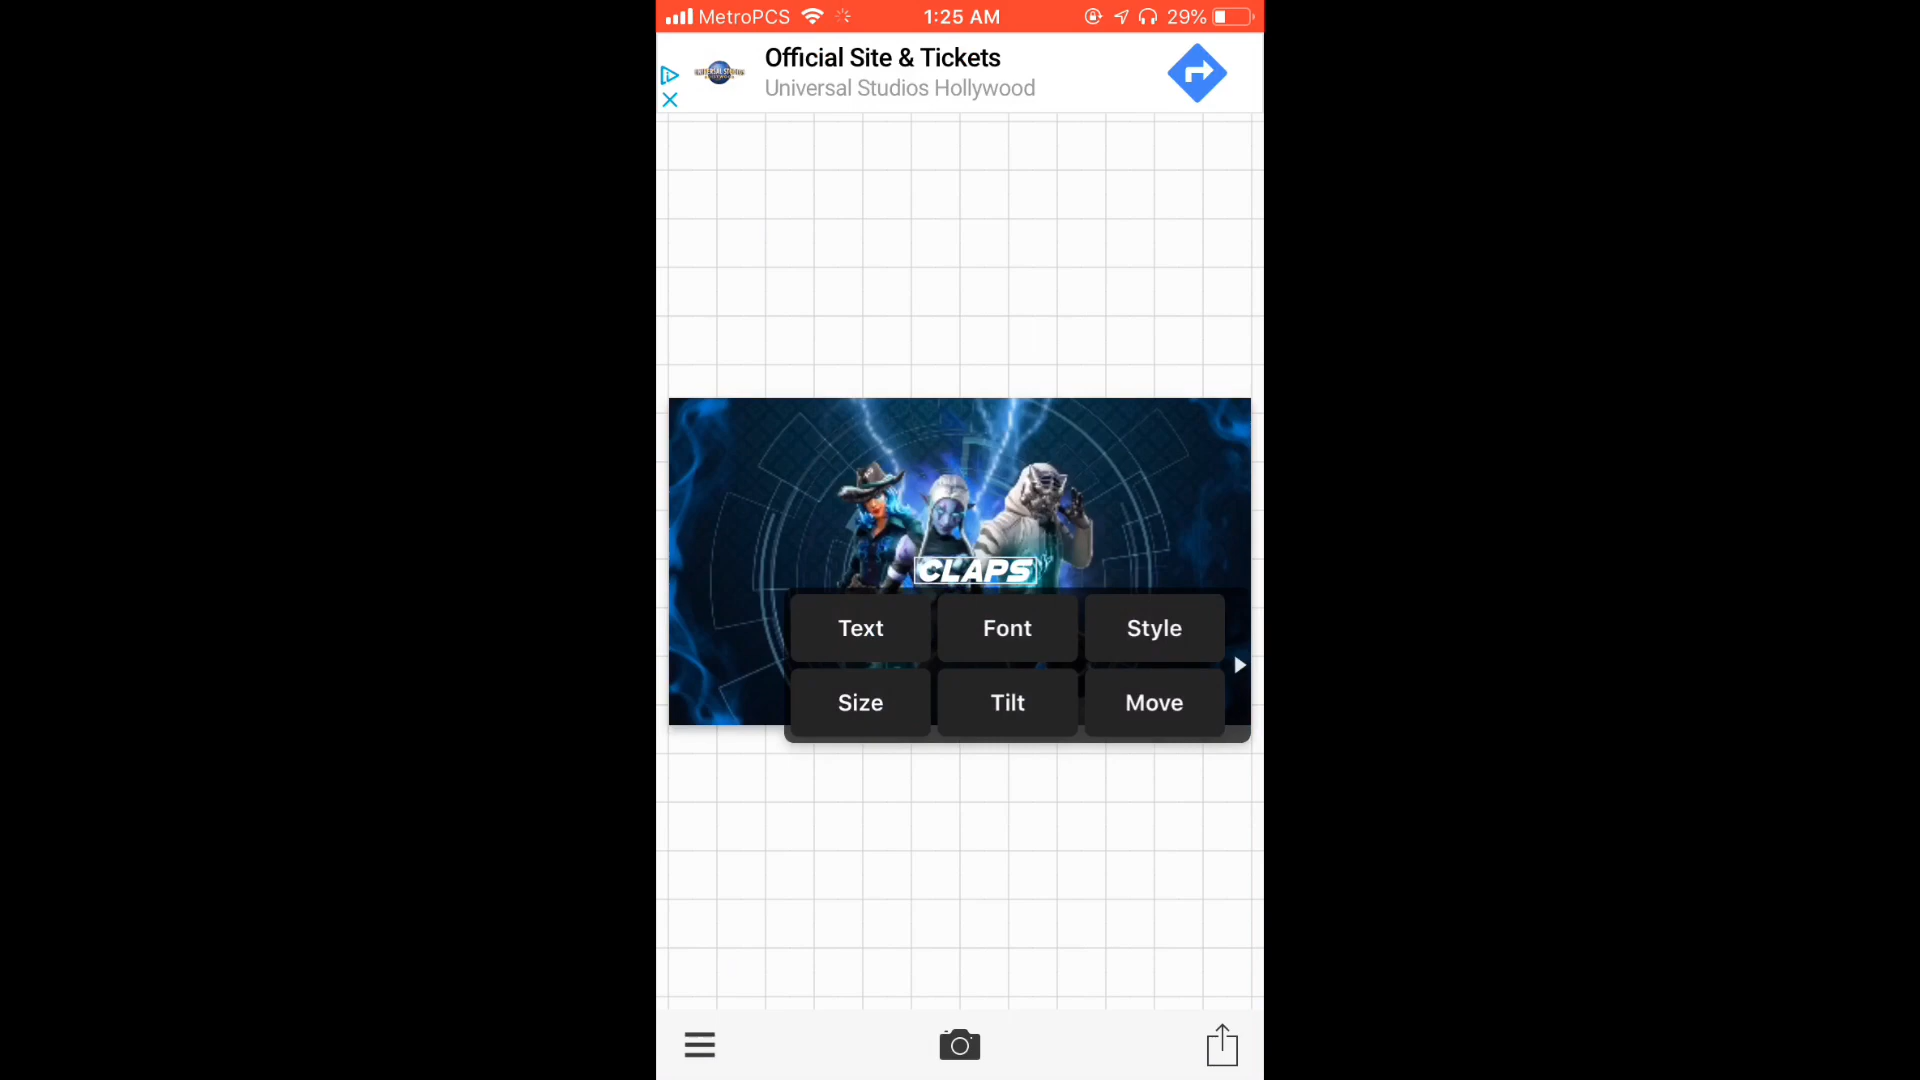 MetroPCS 1:25 AM 29%
Official Site & Tickets
Universal Studios Hollywood
CLAPS
Text Font Style
Size Tilt Move